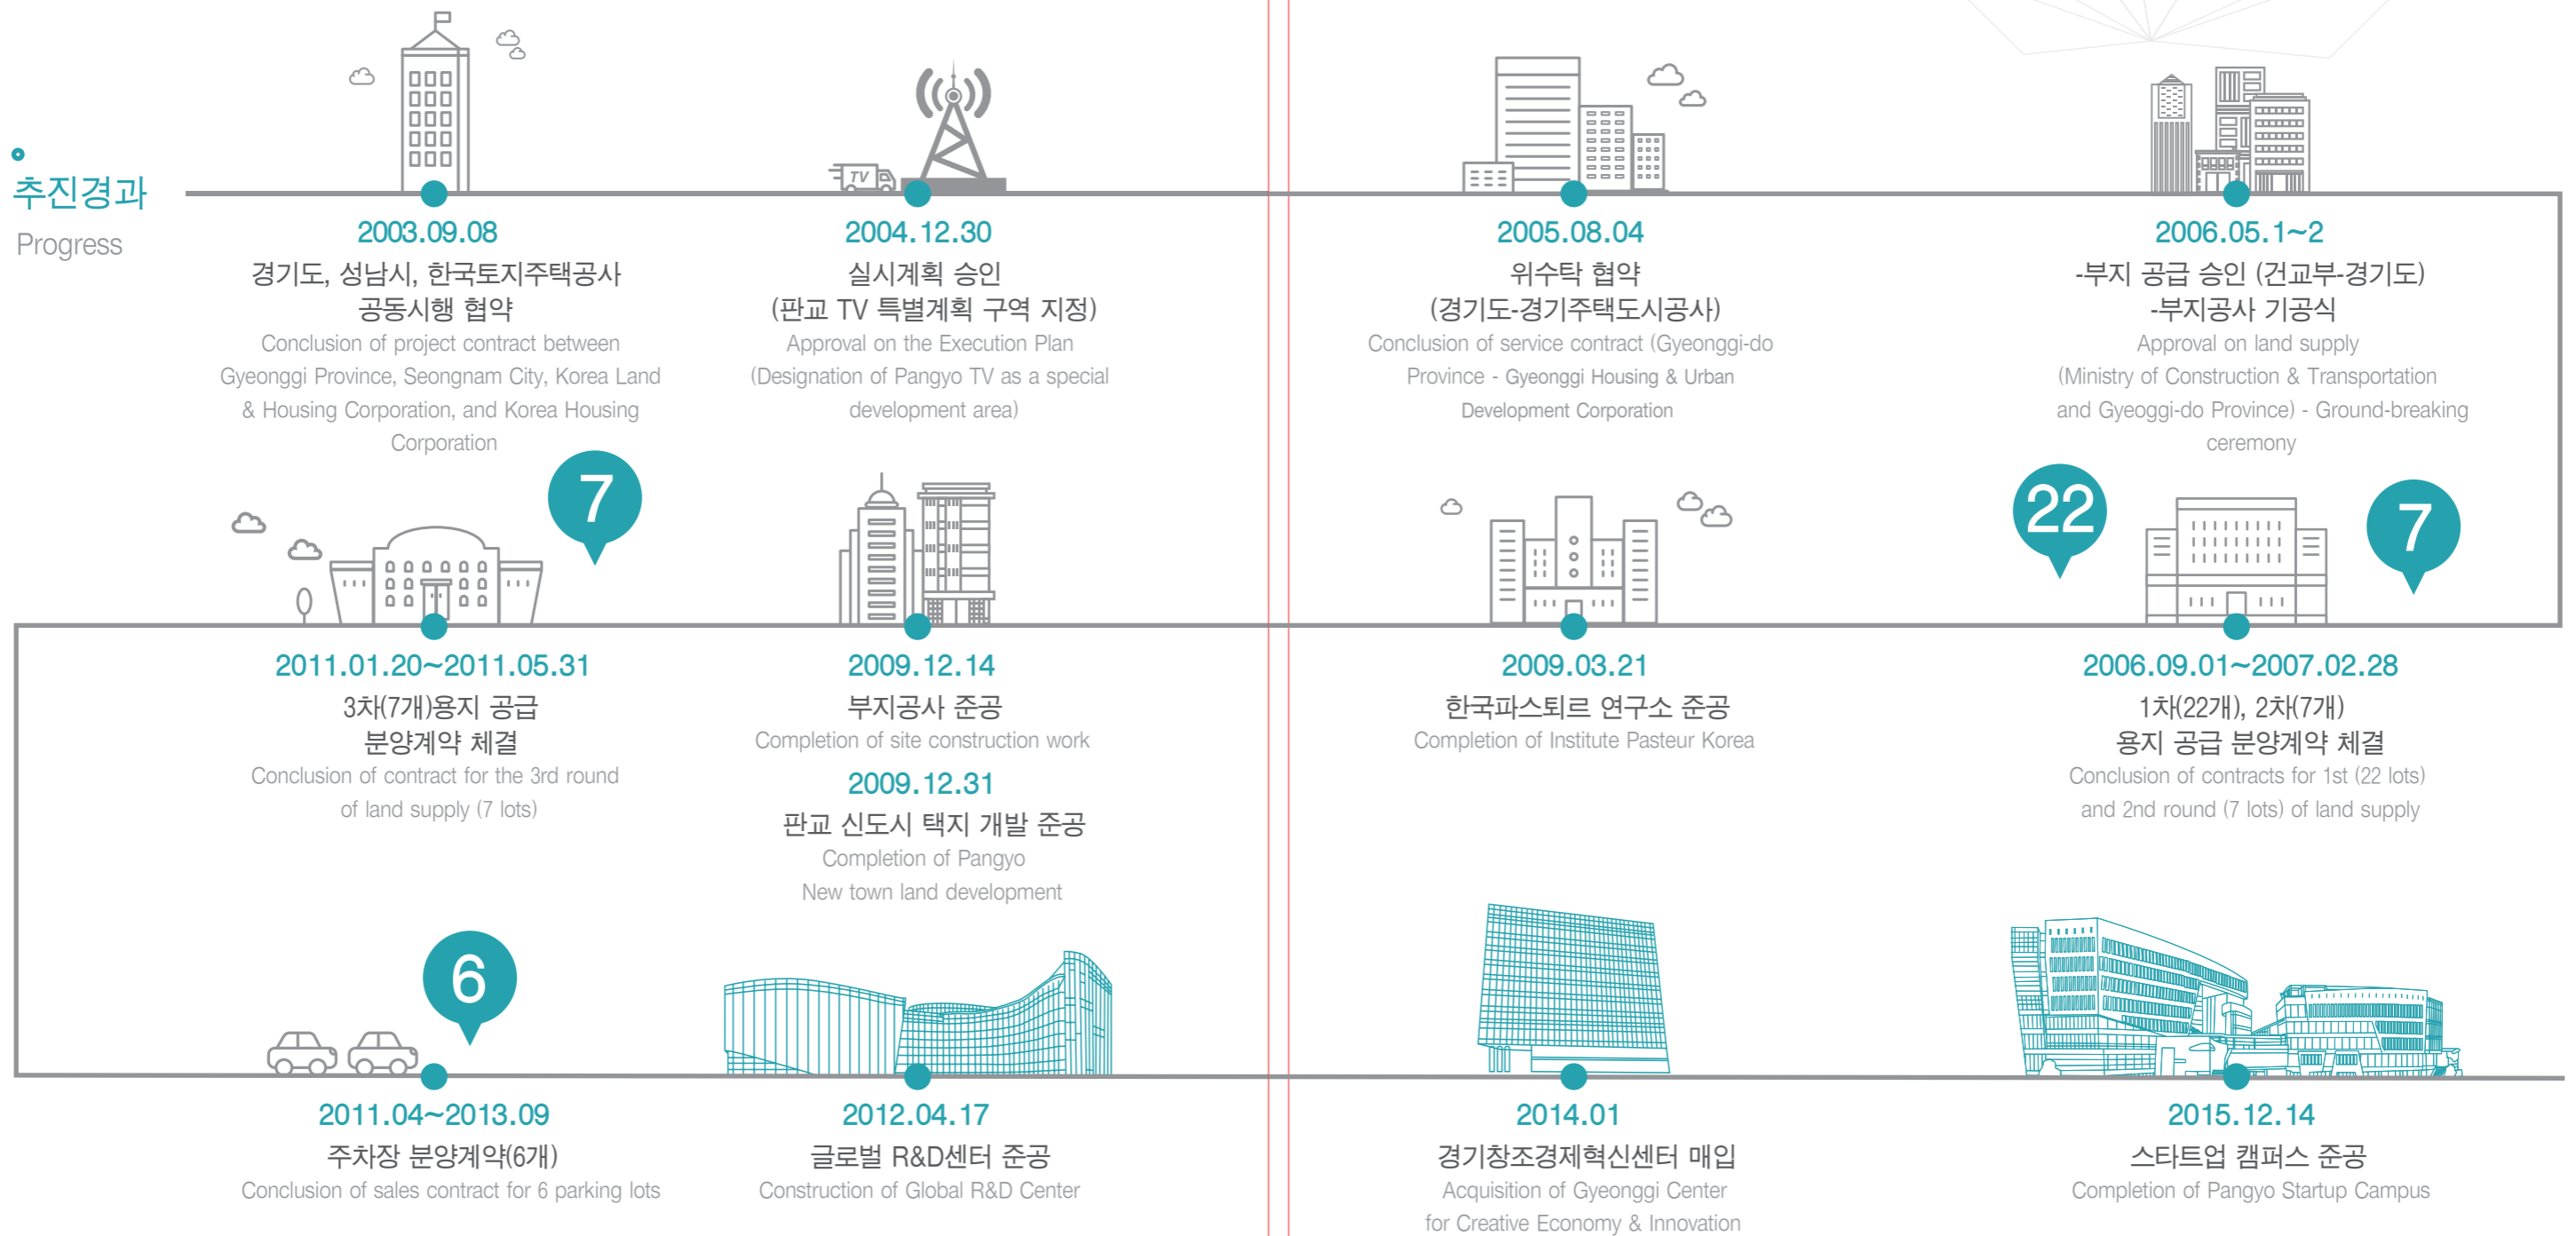 추진경과
Progress
TV
2003.09.08
경기도, 성남시, 한국토지주택공사
공동시행 협약
Conclusion of project contract between
Gyeonggi Province, Seongnam City, Korea Land
& Housing Corporation, and Korea Housing
Corporation
2004.12.30
실시계획 승인
(판교 TV 특별계획 구역 지정)
Approval on the Execution Plan
(Designation of Pangyo TV as a special
development area)
2005.08.04
위수탁 협약
(경기도-경기주택도시공사)
Conclusion of service contract (Gyeonggi-do
Province - Gyeonggi Housing & Urban
Development Corporation
2006.05.1~2
-부지 공급 승인 (건교부-경기도)
-부지공사 기공식
Approval on land supply
(Ministry of Construction & Transportation
and Gyeoggi-do Province) - Ground-breaking
ceremony
22
7
2006.09.01~2007.02.28
1차(22개), 2차(7개)
용지 공급 분양계약 체결
Conclusion of contracts for 1st (22 lots)
and 2nd round (7 lots) of land supply
2009.03.21
한국파스퇴르 연구소 준공
Completion of Institute Pasteur Korea
2009.12.14
부지공사 준공
Completion of site construction work
2009.12.31
판교 신도시 택지 개발 준공
Completion of Pangyo
New town land development
7
2011.01.20~2011.05.31
3차(7개)용지 공급
분양계약 체결
Conclusion of contract for the 3rd round
of land supply (7 lots)
6
2011.04~2013.09
주차장 분양계약(6개)
Conclusion of sales contract for 6 parking lots
2012.04.17
글로벌 R&D센터 준공
Construction of Global R&D Center
2014.01
경기창조경제혁신센터 매입
Acquisition of Gyeonggi Center
for Creative Economy & Innovation
2015.12.14
스타트업 캠퍼스 준공
Completion of Pangyo Startup Campus